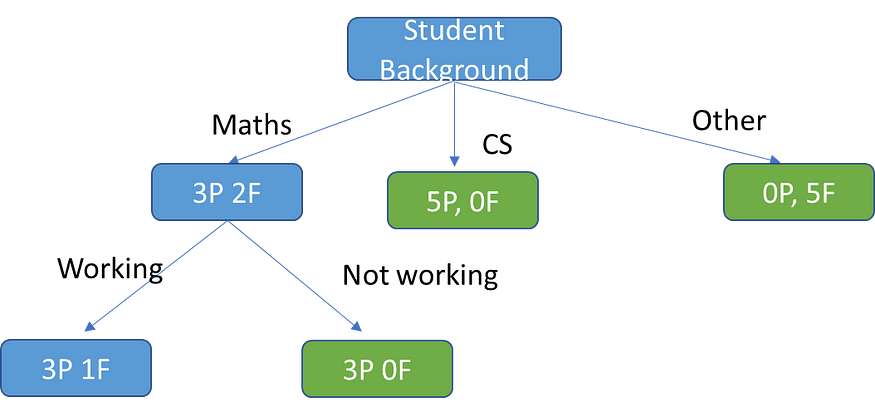 Student
Background
Maths
CS
Other
3P 2F
5P, 0F
0P, 5F
Working
Not working
3P 1F
3P 0F